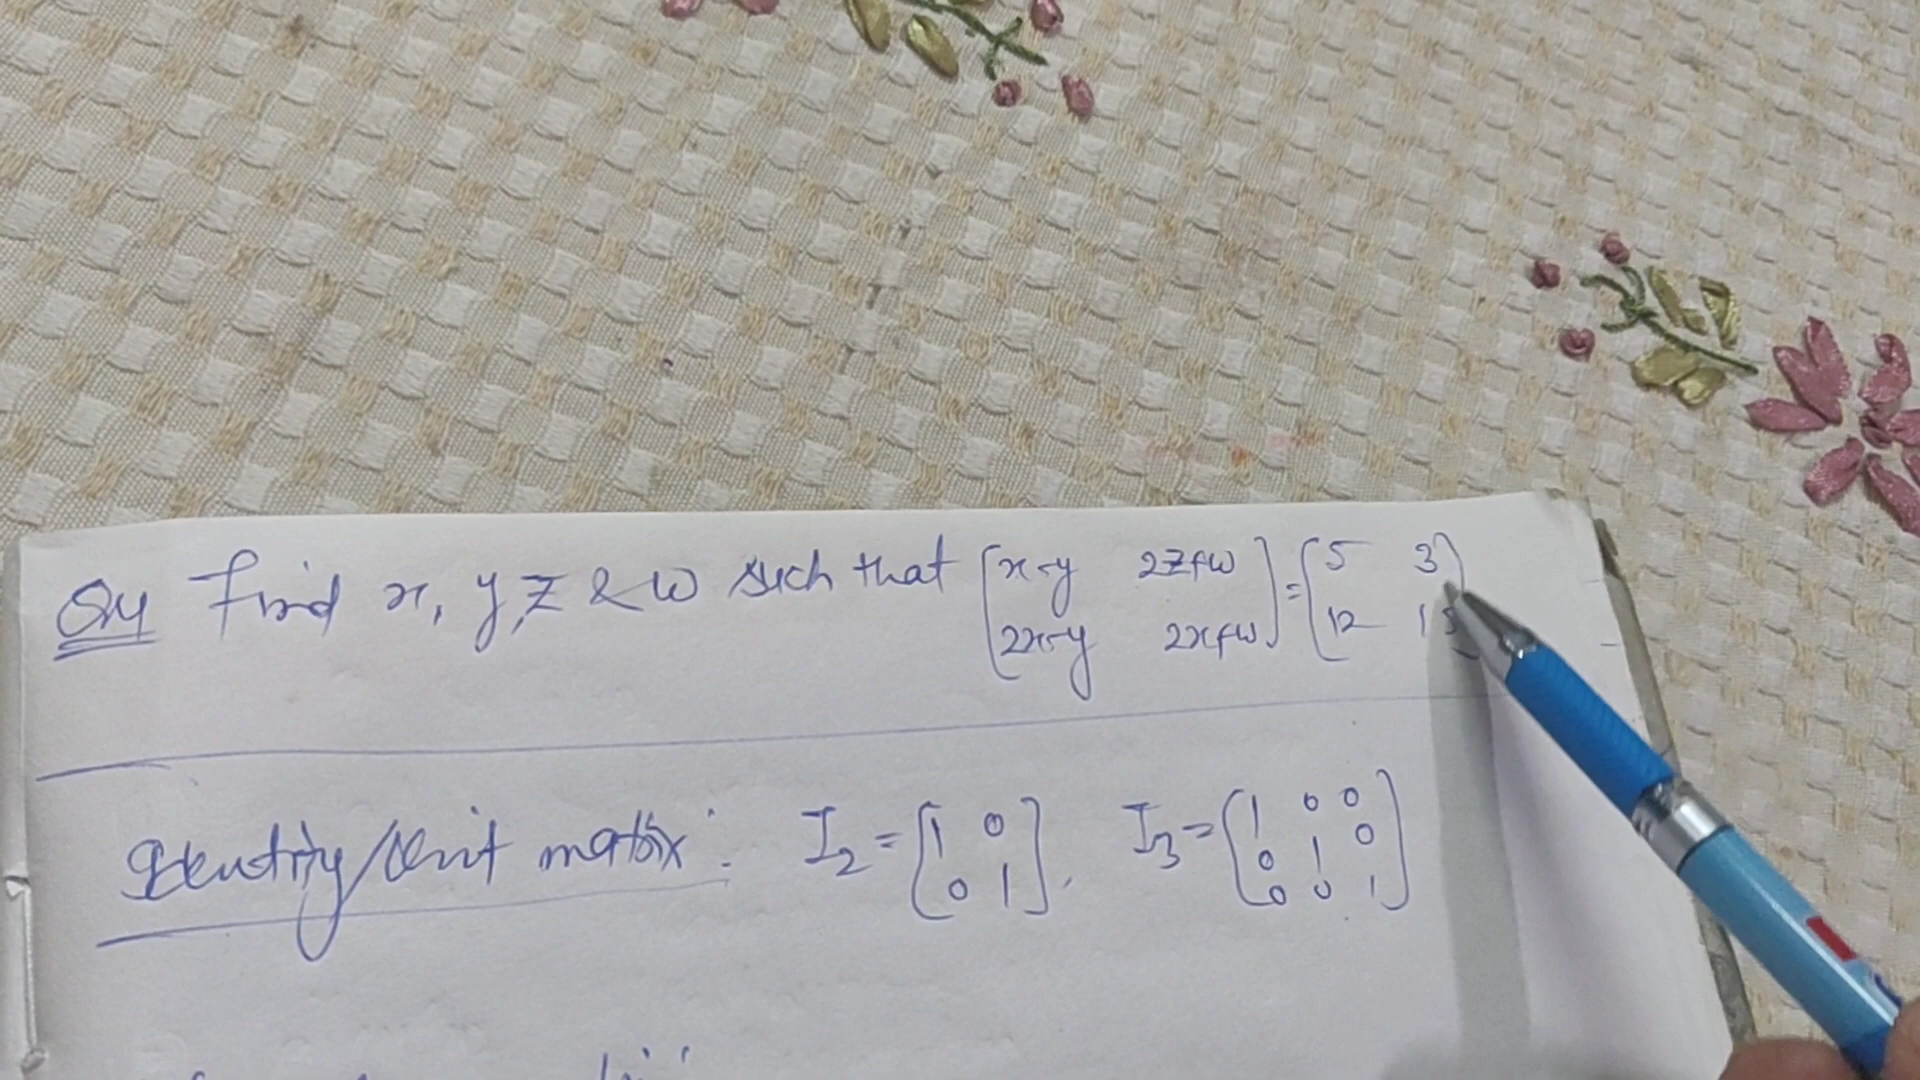 Q4 Find x, y, z & w such that [x-y 2z+w] = [5 3]
[2x-y 2x+w] [12 15]
Identity/Unit matrix: I2 = [1 0], I3 = [1 0 0]
[0 1] [0 1 0]
[0 0 1]